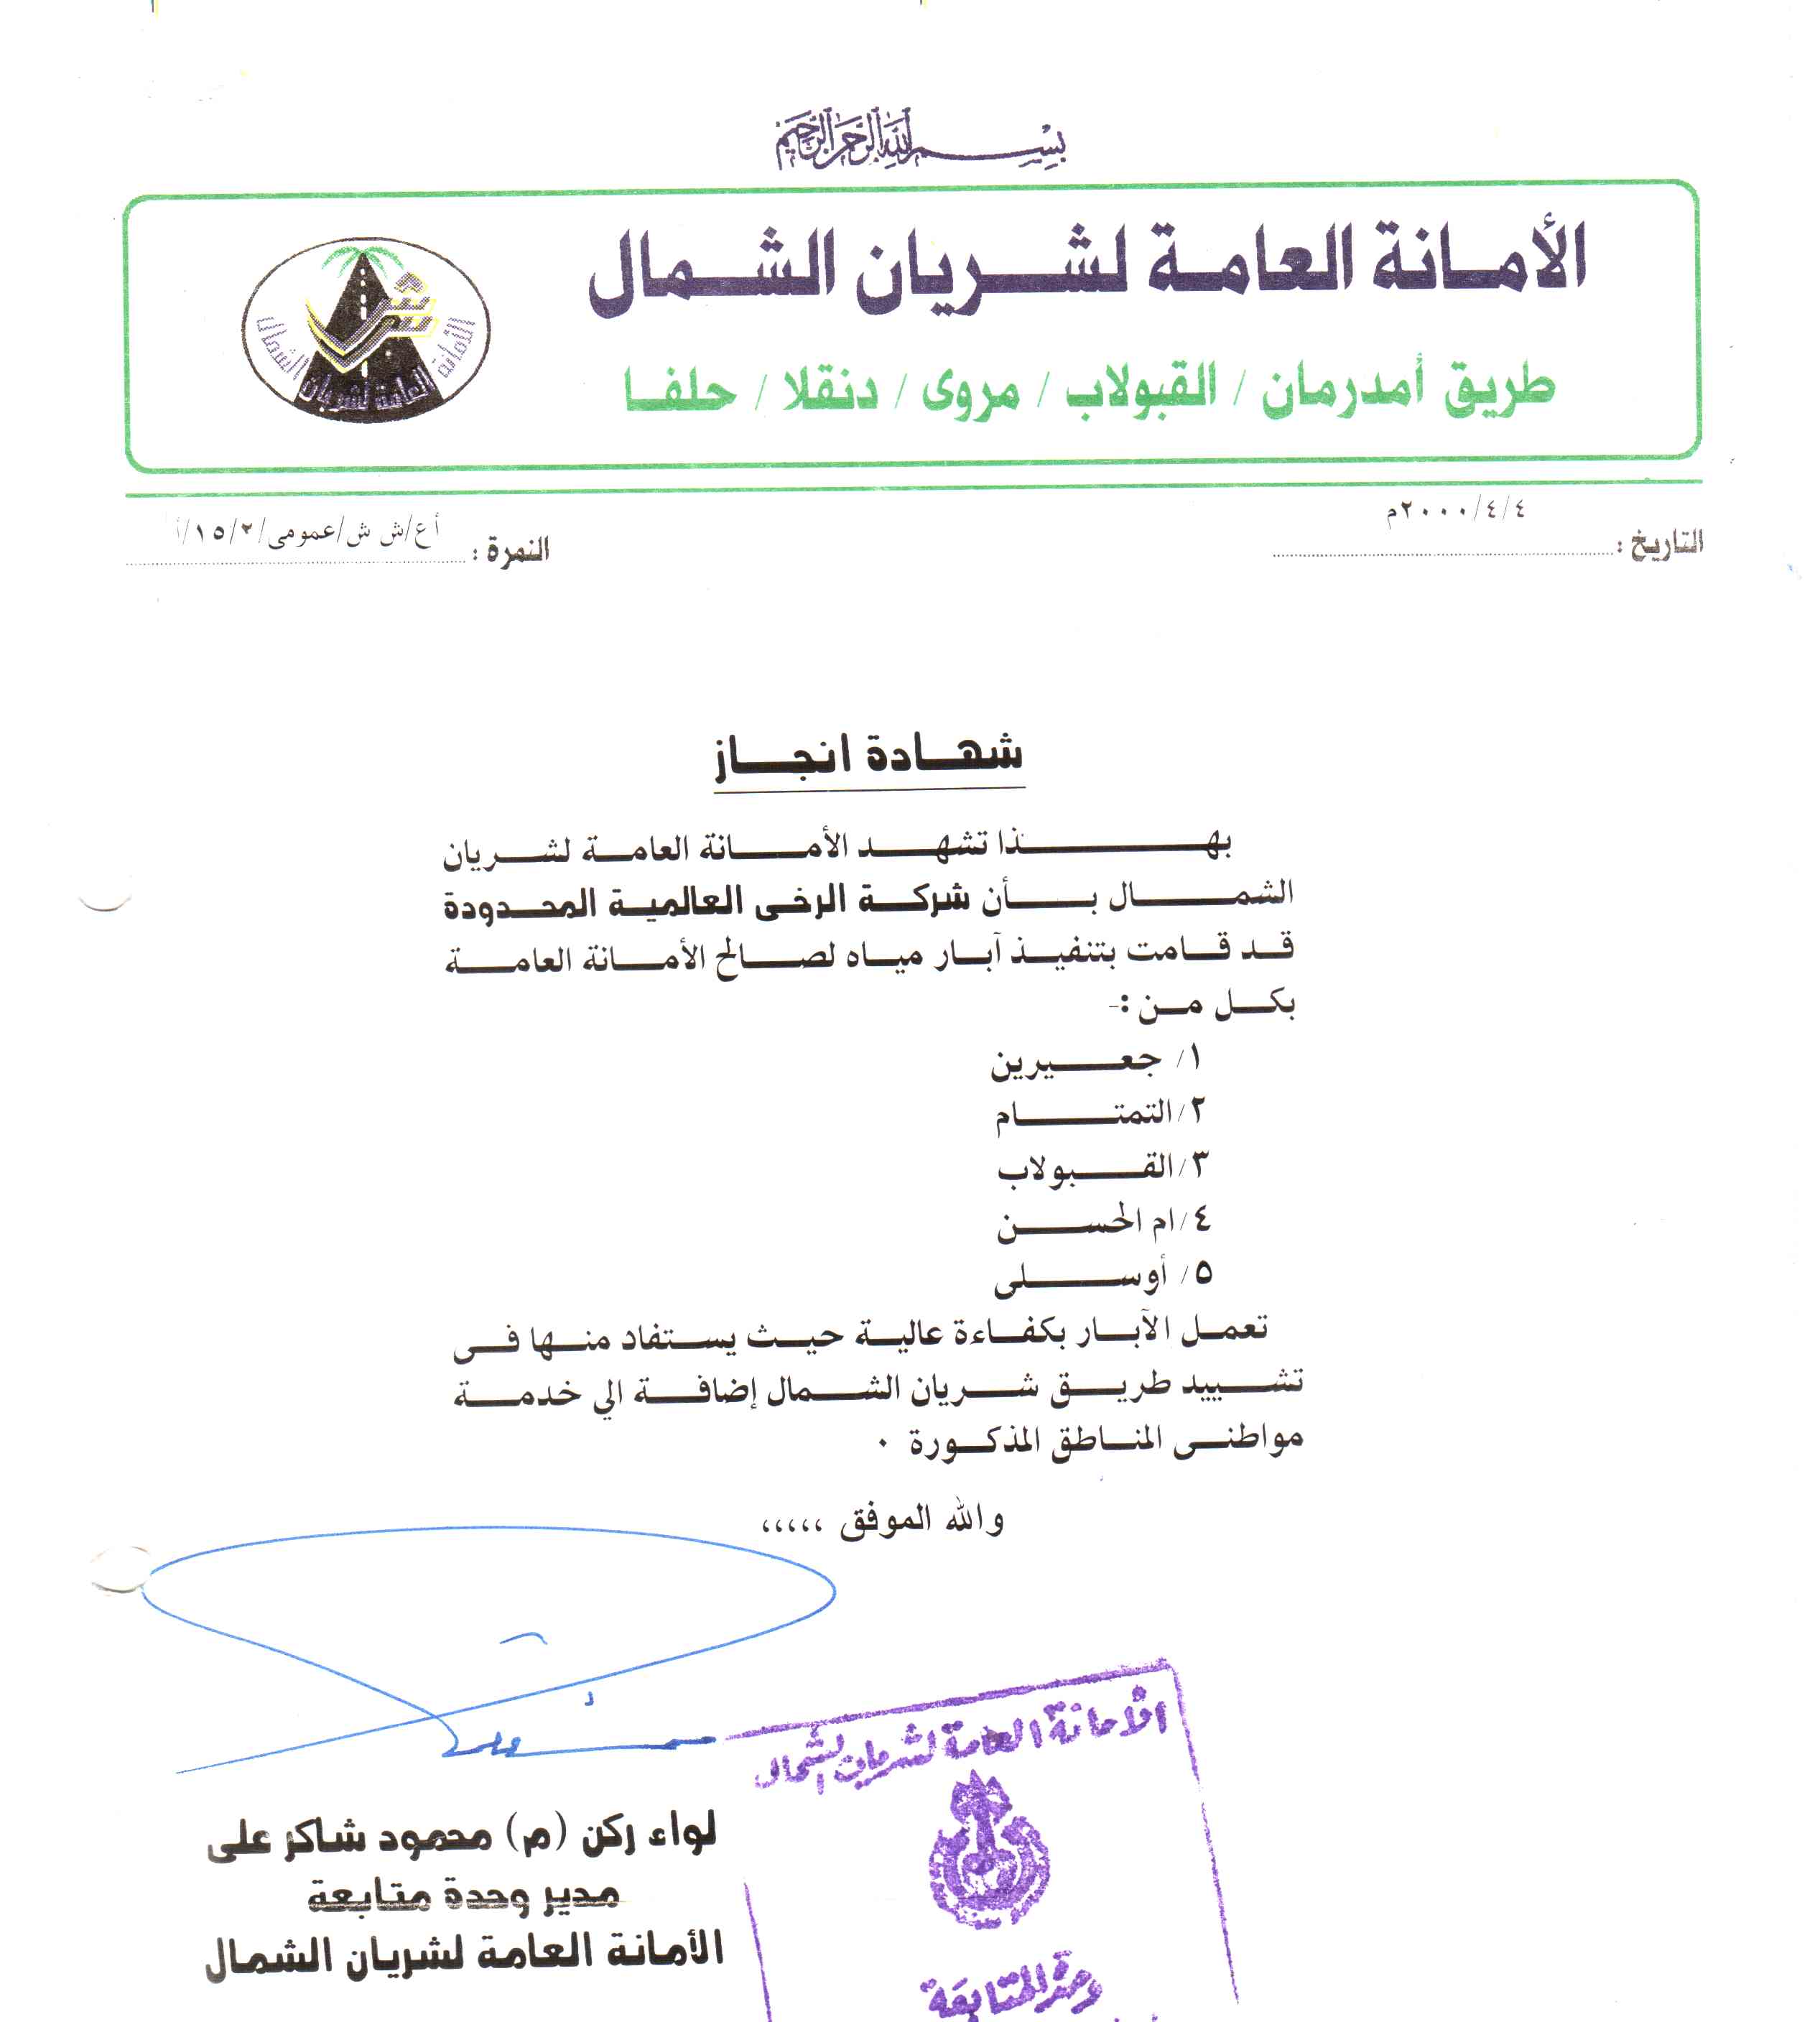 بسم الله الرحمن الرحيم
الأمانة العامة لشريان الشمال
طريق أمدرمان / القبولاب / مروى / دنقلا / حلفا
الأمانة العامة لشريان الشمال
التاريخ : ٢٠٠٠/٤/٤م
النمرة : أع/ش ش/عمومى/١٥/٢/أ
شهادة انجاز
بهذا تشهد الأمانة العامة لشريان
الشمال بأن شركة الرخى العالمية المحدودة
قد قامت بتنفيذ آبار مياه لصالح الأمانة العامة
بكل من :-
١/ جعيرين
٢/التمتام
٣/القبولاب
٤/ام الحسن
٥/ أوسلى
تعمل الآبار بكفاءة عالية حيث يستفاد منها فى
تشييد طريق شريان الشمال إضافة الي خدمة
مواطنى المناطق المذكورة ٠
والله الموفق ،،،،،
الأمانة العامة لشريان الشمال
وحدة المتابعة
لواء ركن (م) محمود شاكر على
مدير وحدة متابعة
الأمانة العامة لشريان الشمال